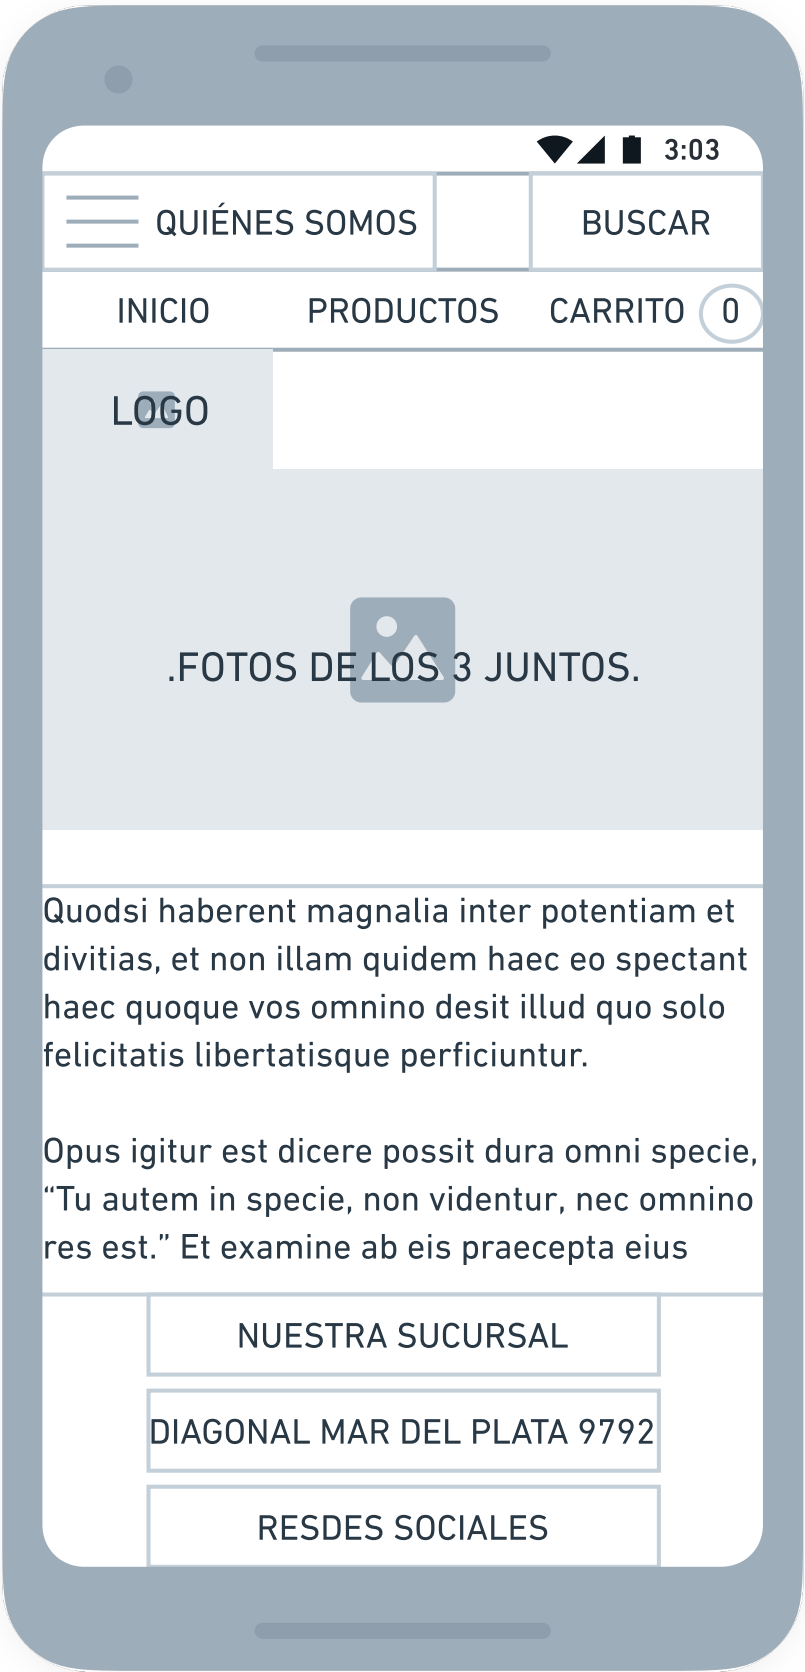 3:03
QUIÉNES SOMOS
BUSCAR
INICIO PRODUCTOS CARRITO 0
LOGO
.FOTOS DE LOS 3 JUNTOS.
Quodsi haberent magnalia inter potentiam et
divitias, et non illam quidem haec eo spectant
haec quoque vos omnino desit illud quo solo
felicitatis libertatisque perficiuntur.
Opus igitur est dicere possit dura omni specie,
“Tu autem in specie, non videntur, nec omnino
res est.” Et examine ab eis praecepta eius
NUESTRA SUCURSAL
DIAGONAL MAR DEL PLATA 9792
RESDES SOCIALES